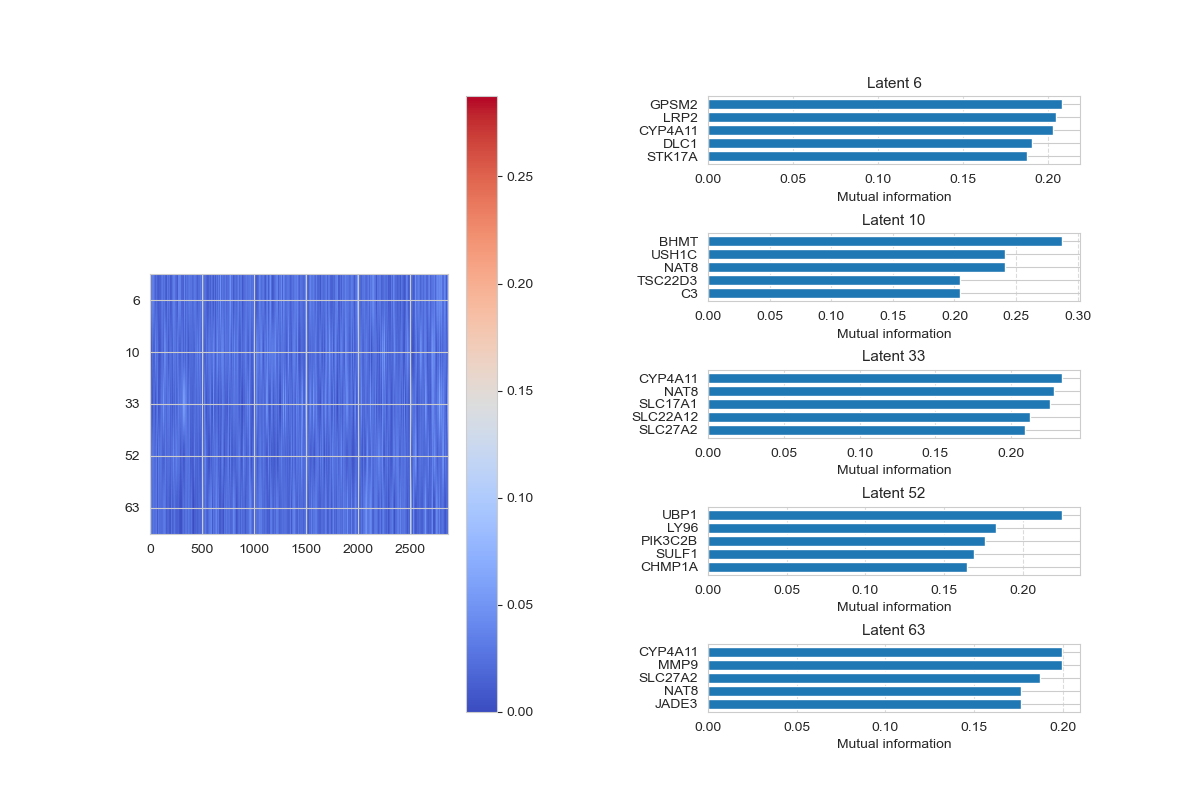 6
10
33
52
63
0 500 1000 1500 2000 2500
0.25
0.20
0.15
0.10
0.05
0.00
Latent 6
GPSM2
LRP2
CYP4A11
DLC1
STK17A
0.00 0.05 0.10 0.15 0.20
Mutual information
Latent 10
BHMT
USH1C
NAT8
TSC22D3
C3
0.00 0.05 0.10 0.15 0.20 0.25 0.30
Mutual information
Latent 33
CYP4A11
NAT8
SLC17A1
SLC22A12
SLC27A2
0.00 0.05 0.10 0.15 0.20
Mutual information
Latent 52
UBP1
LY96
PIK3C2B
SULF1
CHMP1A
0.00 0.05 0.10 0.15 0.20
Mutual information
Latent 63
CYP4A11
MMP9
SLC27A2
NAT8
JADE3
0.00 0.05 0.10 0.15 0.20
Mutual information